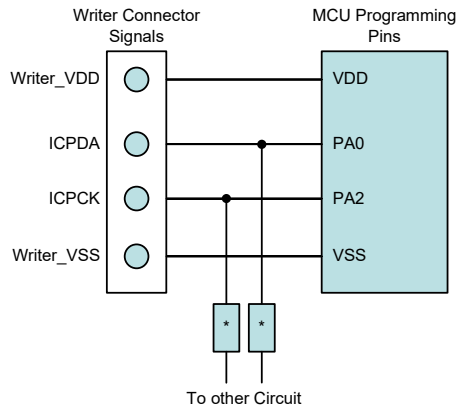 Writer Connector
Signals
MCU Programming
Pins
Writer_VDD
VDD
ICPDA
PA0
ICPCK
PA2
Writer_VSS
VSS
*
*
To other Circuit